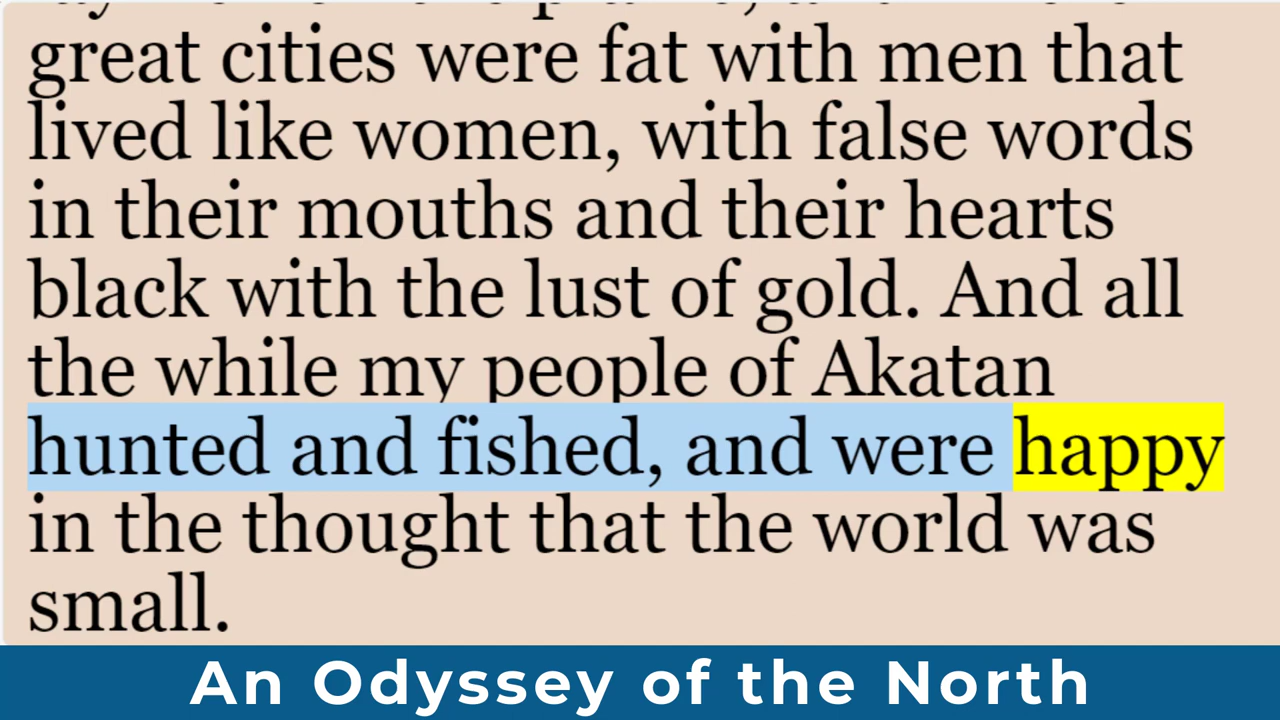 great cities were fat with men that
lived like women, with false words
in their mouths and their hearts
black with the lust of gold. And all
the while my people of Akatan
hunted and fished, and were happy
in the thought that the world was
small.
An Odyssey of the North